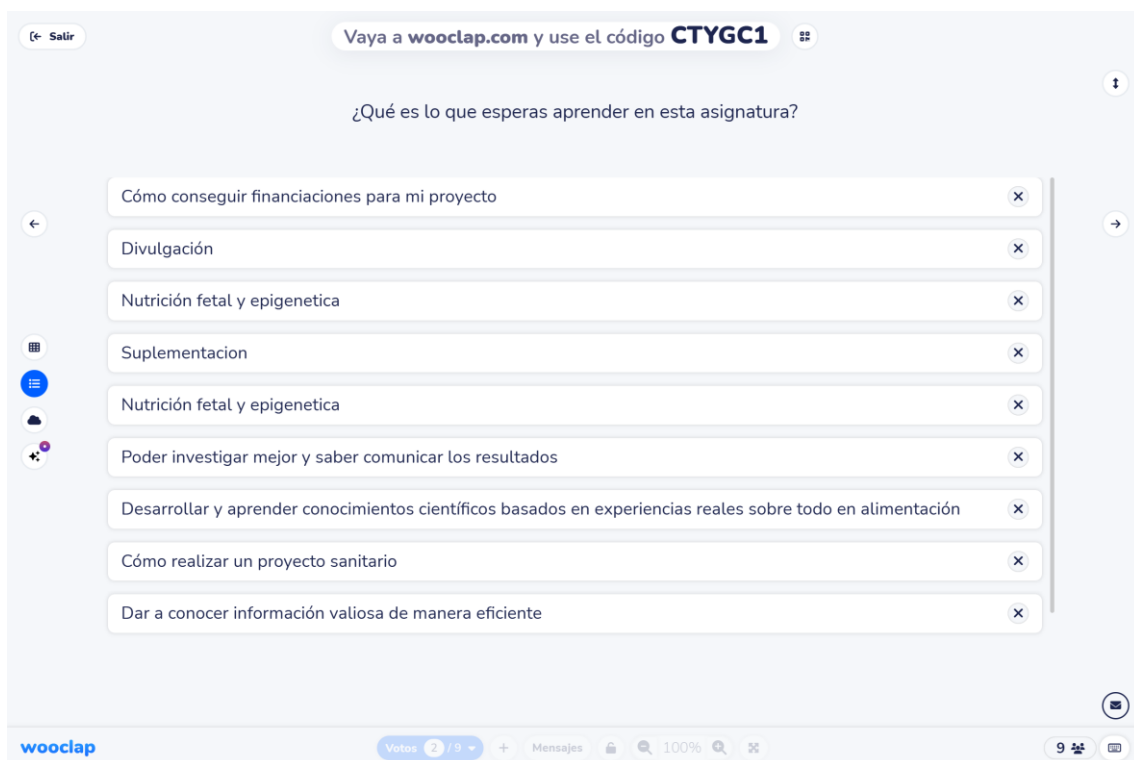 Salir
Vaya a wooclap.com y use el código CTYGC1
¿Qué es lo que esperas aprender en esta asignatura?
Cómo conseguir financiaciones para mi proyecto
Divulgación
Nutrición fetal y epigenetica
Suplementacion
Nutrición fetal y epigenetica
Poder investigar mejor y saber comunicar los resultados
Desarrollar y aprender conocimientos científicos basados en experiencias reales sobre todo en alimentación
Cómo realizar un proyecto sanitario
Dar a conocer información valiosa de manera eficiente
wooclap
Votos 2 / 9
Mensajes
100%
9